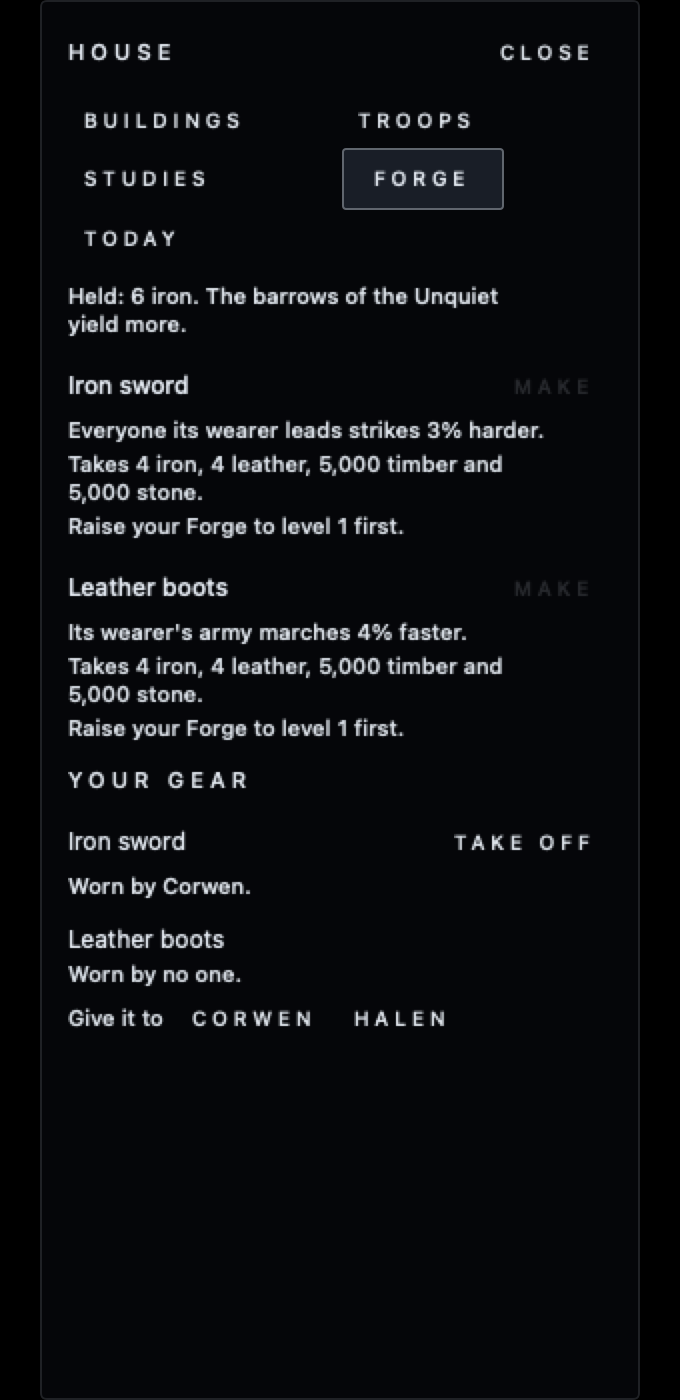 HOUSE
CLOSE
BUILDINGS
TROOPS
STUDIES
FORGE
TODAY
Held: 6 iron. The barrows of the Unquiet
yield more.
Iron sword
MAKE
Everyone its wearer leads strikes 3% harder.
Takes 4 iron, 4 leather, 5,000 timber and
5,000 stone.
Raise your Forge to level 1 first.
Leather boots
MAKE
Its wearer's army marches 4% faster.
Takes 4 iron, 4 leather, 5,000 timber and
5,000 stone.
Raise your Forge to level 1 first.
YOUR GEAR
Iron sword
TAKE OFF
Worn by Corwen.
Leather boots
Worn by no one.
Give it to CORWEN HALEN